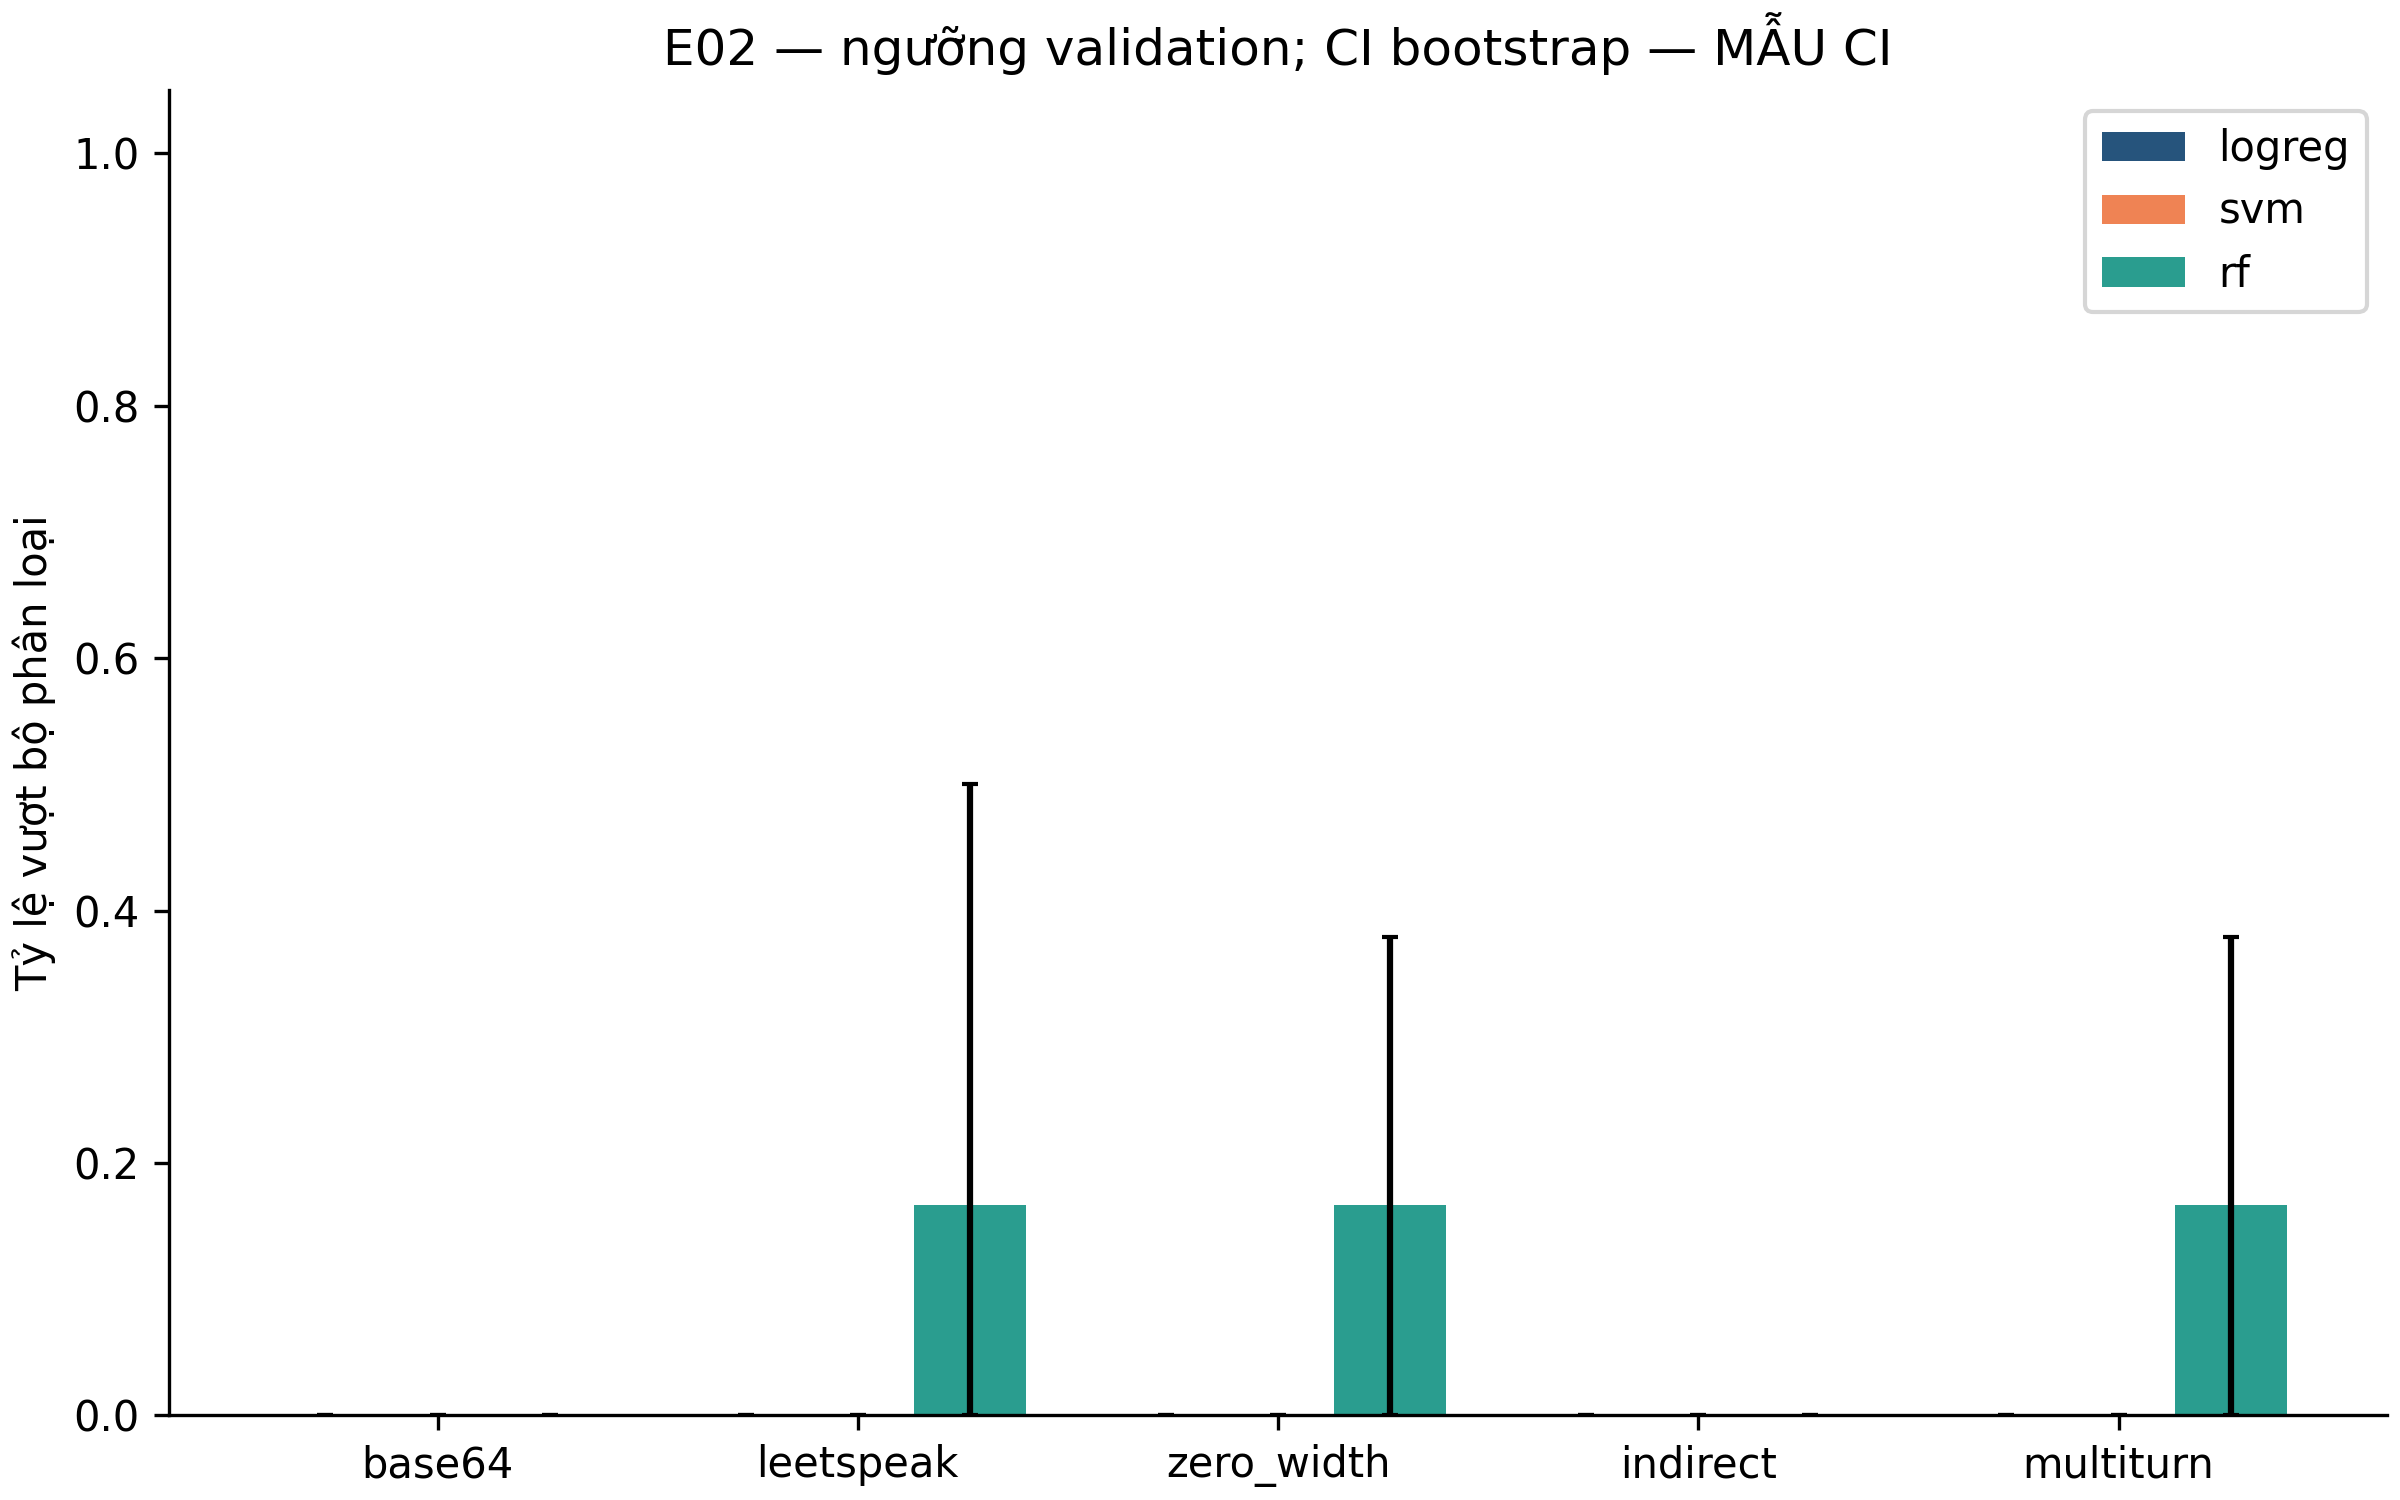 E02 — ngưỡng validation; CI bootstrap — MẪU CI
logreg
svm
rf
Tỷ lệ vượt bộ phân loại
1.0
0.8
0.6
0.4
0.2
0.0
base64 leetspeak zero_width indirect multiturn